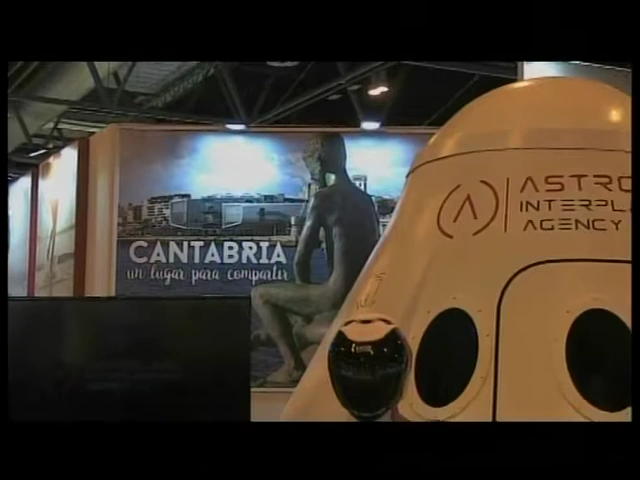 CANTABRIA
un lugar para compartir
ASTRO
INTERPL
AGENCY